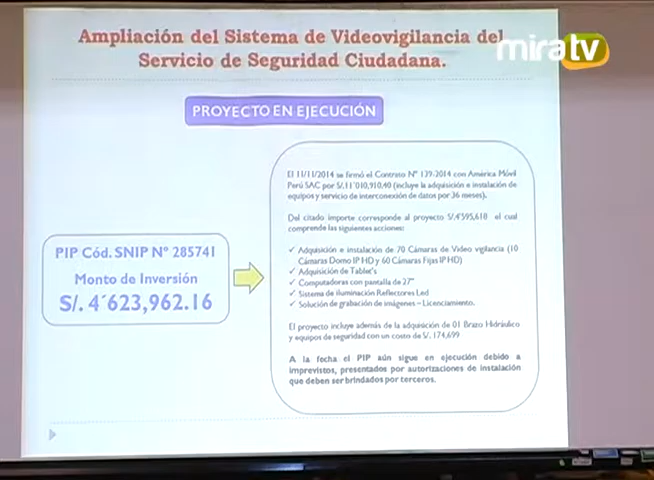 Ampliación del Sistema de Videovigilancia del
Servicio de Seguridad Ciudadana.
miratv
PROYECTO EN EJECUCIÓN
PIP Cód. SNIP Nº 285741
Monto de Inversión
S/. 4´623,962.16
El 11/11/2014 se firmó el Contrato Nº 139-2014 con América Móvil
Perú SAC por S/.11´010,910.40 (incluye la adquisición e instalación de
equipos y servicio de interconexión de datos por 36 meses).
Del citado importe corresponde al proyecto S/.4'595,618 el cual
comprende las siguientes acciones:
✓ Adquisición e instalación de 70 Cámaras de Video vigilancia (10
Cámaras Domo IP HD y 60 Cámaras Fijas IP HD)
✓ Adquisición de Tablet's
✓ Computadoras con pantalla de 27"
✓ Sistema de iluminación Reflectores Led
✓ Solución de grabación de imágenes – Licenciamiento.
El proyecto incluye además de la adquisición de 01 Brazo Hidráulico
y equipos de seguridad con un costo de S/. 174,699
A la fecha el PIP aún sigue en ejecución debido a
imprevistos, presentados por autorizaciones de instalación
que deben ser brindados por terceros.